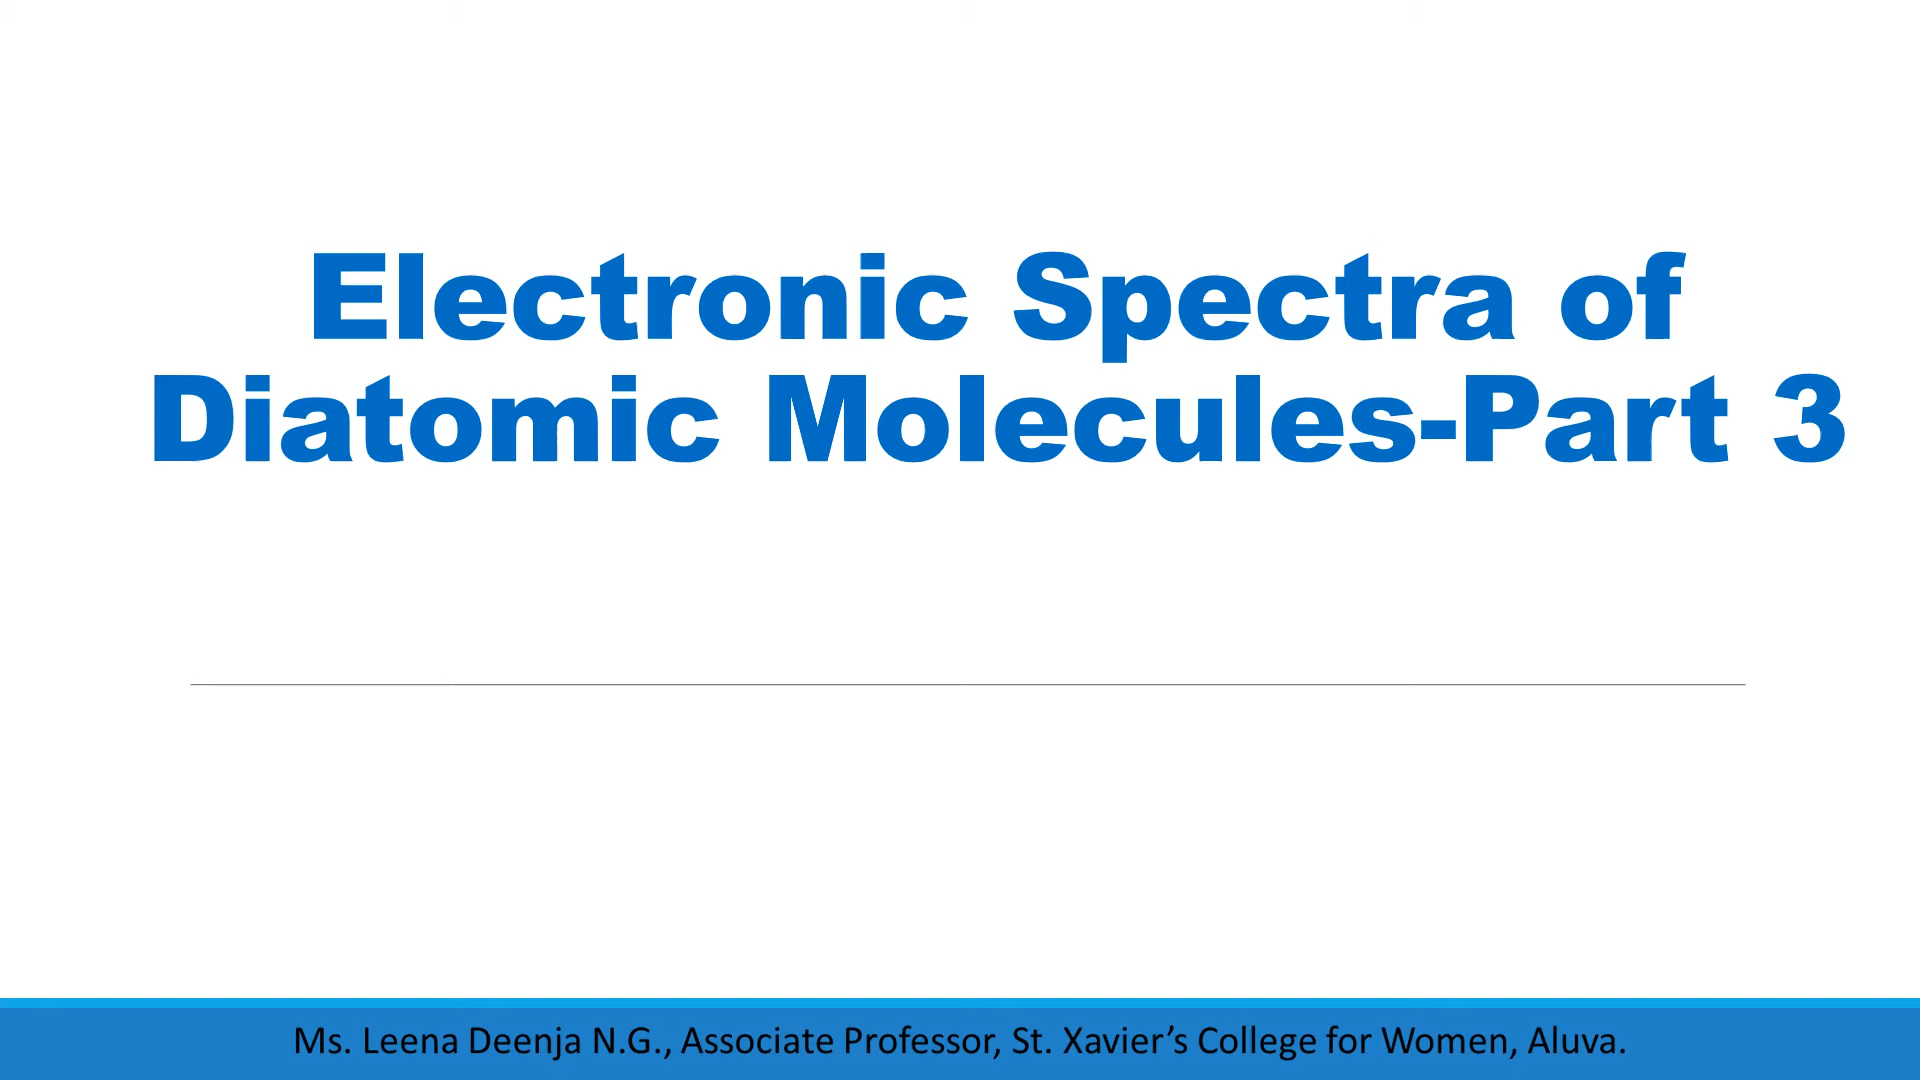 Electronic Spectra of
Diatomic Molecules-Part 3
Ms. Leena Deenja N.G., Associate Professor, St. Xavier’s College for Women, Aluva.